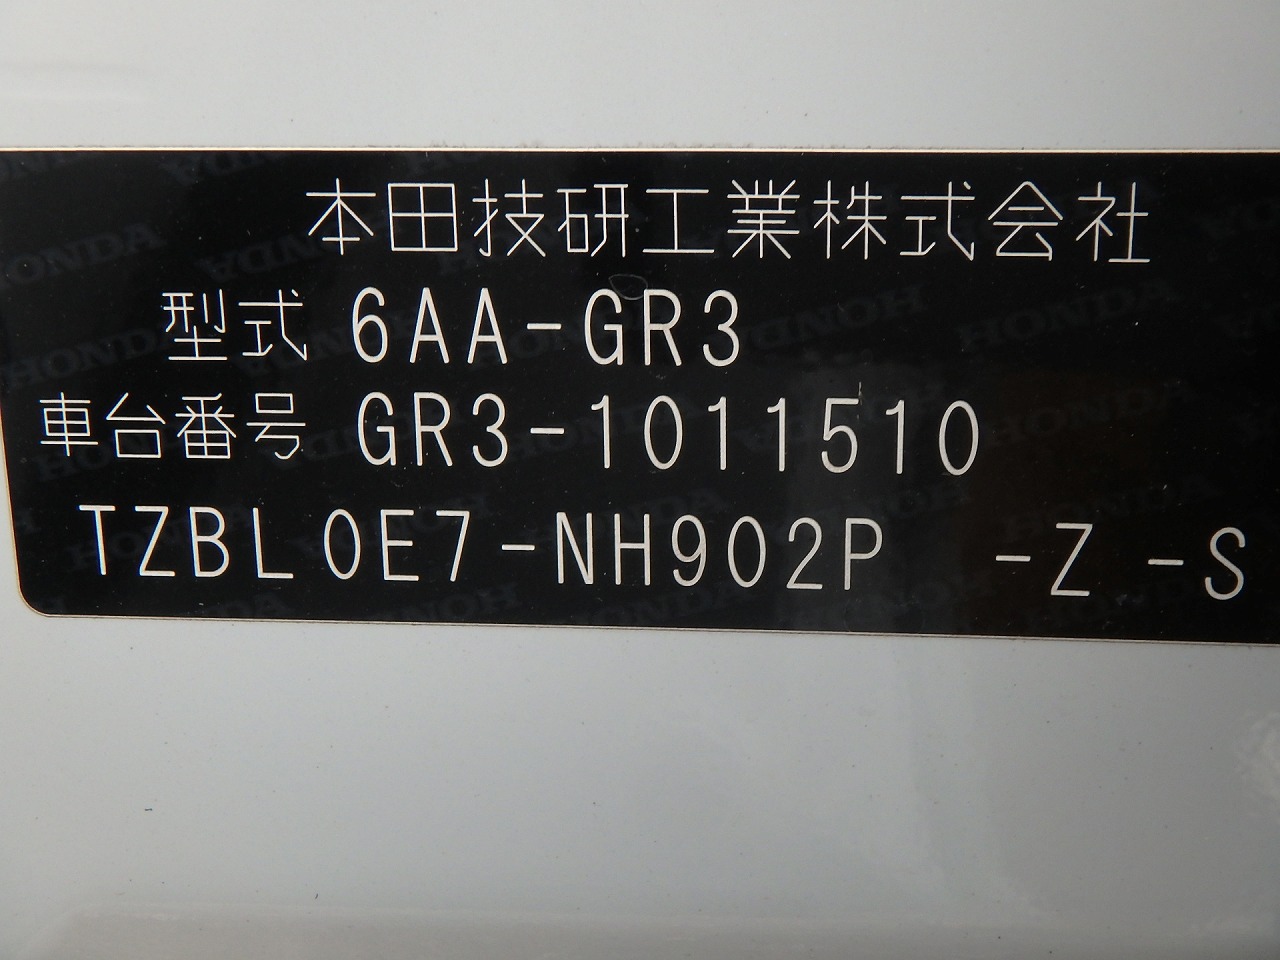 本田技研工業株式会社
型式 6AA-GR3
車台番号 GR3-1011510
TZBL0E7-NH902P -Z -S